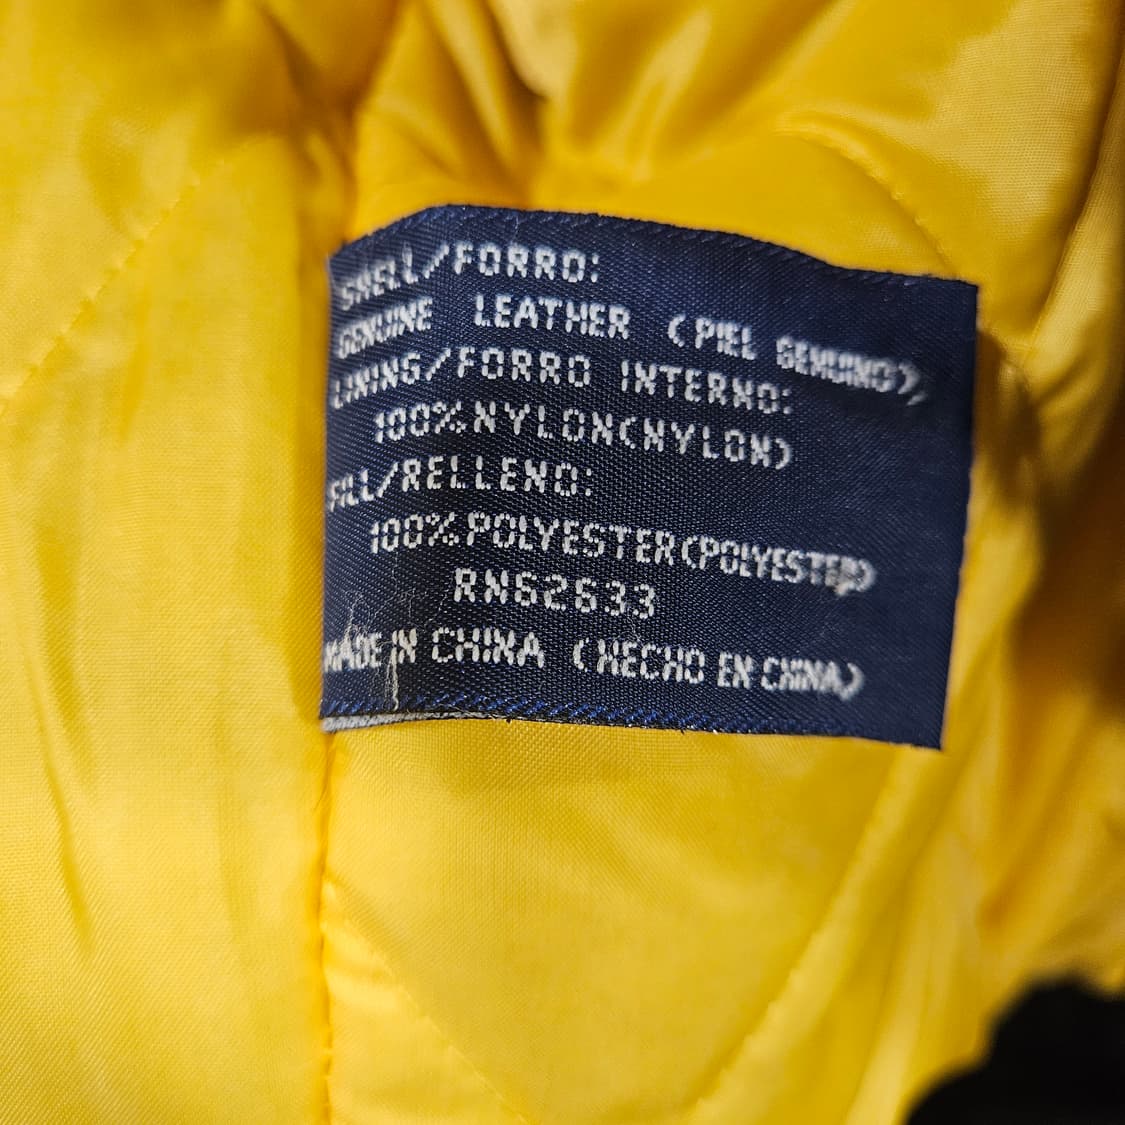 SHELL/FORRO:
GENUINE LEATHER (PIEL GENUINO),
LINING/FORRO INTERNO:
100%NYLON(NYLON)
FILL/RELLENO:
100%POLYESTER(POLYESTER)
RN62633
MADE IN CHINA (HECHO EN CHINA)